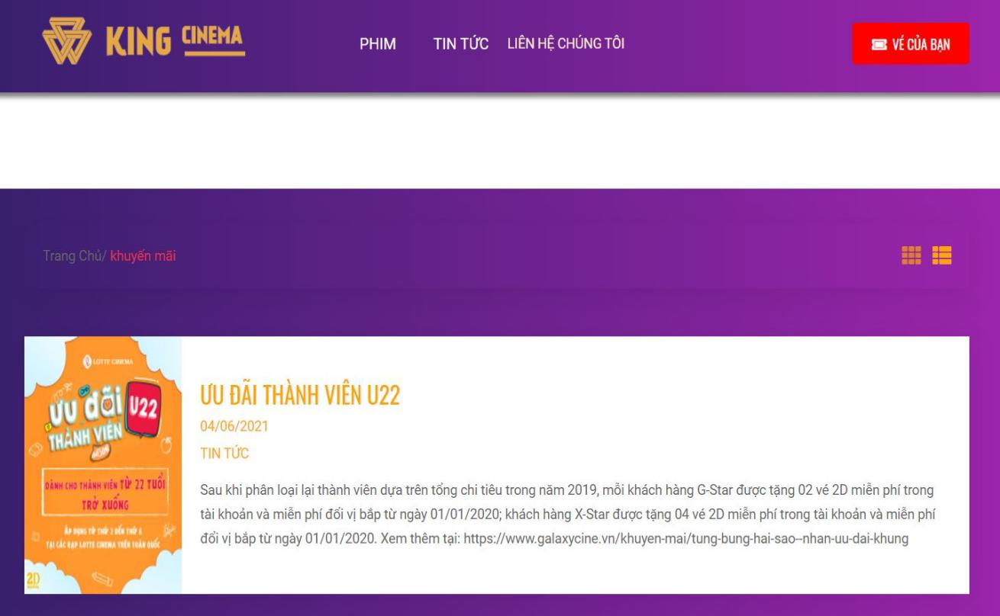 KING CINEMA
PHIM TIN TỨC LIÊN HỆ CHÚNG TÔI
VÉ CỦA BẠN
Trang Chủ/ khuyến mãi
LOTTE CINEMA
ưu đãi U22
THÀNH VIÊN
DÀNH CHO THÀNH VIÊN TỪ 22 TUỔI
TRỞ XUỐNG
ÁP DỤNG TỪ THỨ 2 ĐẾN THỨ 6
TẠI CÁC RẠP LOTTE CINEMA TRÊN TOÀN QUỐC
2D
ƯU ĐÃI THÀNH VIÊN U22
04/06/2021
TIN TỨC
Sau khi phân loại lại thành viên dựa trên tổng chi tiêu trong năm 2019, mỗi khách hàng G-Star được tặng 02 vé 2D miễn phí trong
tài khoản và miễn phí đổi vị bắp từ ngày 01/01/2020; khách hàng X-Star được tặng 04 vé 2D miễn phí trong tài khoản và miễn phí
đổi vị bắp từ ngày 01/01/2020. Xem thêm tại: https://www.galaxycine.vn/khuyen-mai/tung-bung-hai-sao--nhan-uu-dai-khung